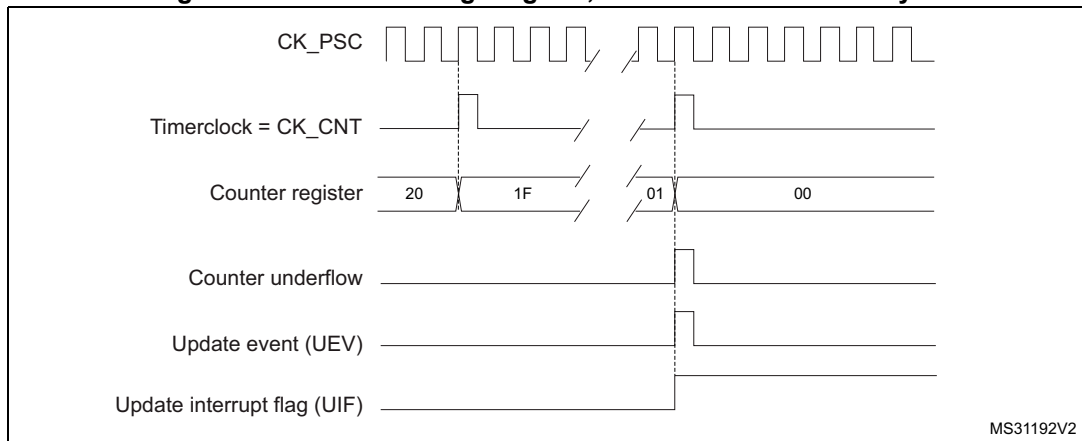 CK_PSC
Timerclock = CK_CNT
Counter register 20 1F 01 00
Counter underflow
Update event (UEV)
Update interrupt flag (UIF)
MS31192V2